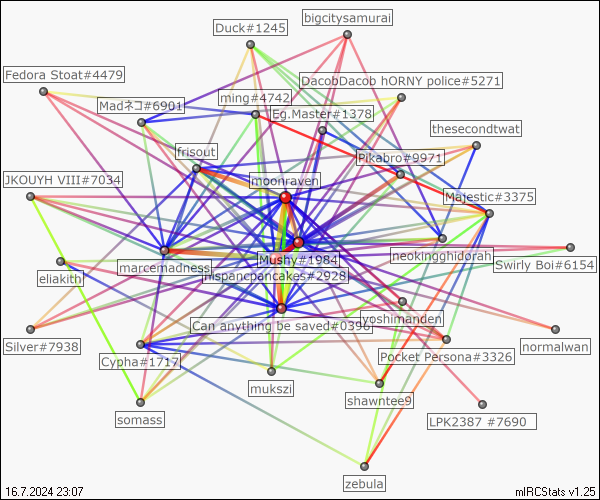 bigcitysamurai
Duck#1245
Fedora Stoat#4479
DacobDacob hORNY police#5271
Madネコ#6901
ming#4742
Eg.Master#1378
thesecondtwat
frisout
Pikabro#9971
JKOUYH VIII#7034
moonraven
Majestic#3375
Mushy#1984
neokingghidorah
Swirly Boi#6154
marcemadness
hispancpancakes#2928
eliakith
Can anything be saved#0390
yoshimanden
Silver#7938
Cypha#1717
Pocket Persona#3326
normalwan
mukszi
shawntee9
somass
LPK2387 #7690
zebula
16.7.2024 23:07
mIRCStats v1.25